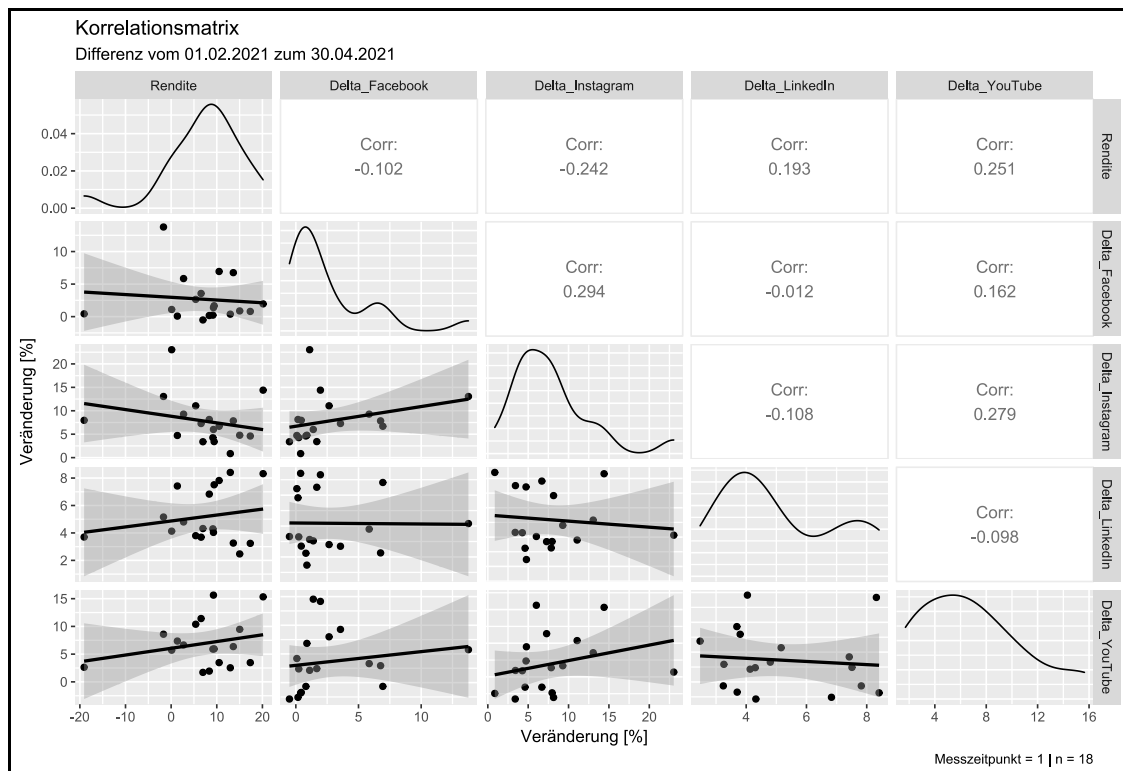 Korrelationsmatrix
Differenz vom 01.02.2021 zum 30.04.2021
Rendite Delta_Facebook Delta_Instagram Delta_LinkedIn Delta_YouTube
0.04
0.02
0.00
Corr:
-0.102
Corr:
-0.242
Corr:
0.193
Corr:
0.251
Rendite
10
5
0
Corr:
0.294
Corr:
-0.012
Corr:
0.162
Delta_Facebook
Veränderung [%]
20
15
10
5
0
Corr:
-0.108
Corr:
0.279
Delta_Instagram
8
6
4
2
Corr:
-0.098
Delta_LinkedIn
15
10
5
0
Delta_YouTube
-20 -10 0 10 20 0 5 10 0 5 10 15 20 4 6 8 4 8 12 16
Veränderung [%]
Messzeitpunkt = 1 | n = 18